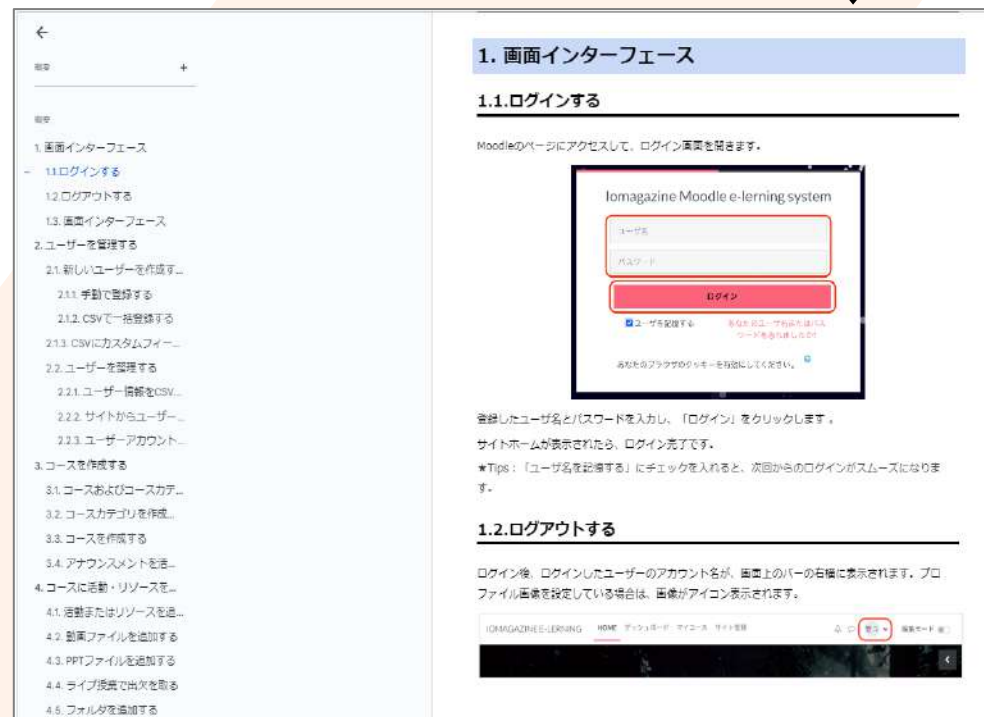 概要
+
概要
1. 画面インターフェース
1.1.ログインする
1.2.ログアウトする
1.3. 画面インターフェース
2. ユーザーを管理する
2.1. 新しいユーザーを作成す...
2.1.1. 手動で登録する
2.1.2. CSVで一括登録する
2.1.3. CSVにカスタムフィー...
2.2. ユーザーを整理する
2.2.1. ユーザー情報をCSV...
2.2.2. サイトからユーザー...
2.2.3. ユーザーアカウント...
3. コースを作成する
3.1. コースおよびコースカテ...
3.2. コースカテゴリを作成...
3.3. コースを作成する
3.4. アナウンスメントを活...
4. コースに活動・リソースを...
4.1. 活動またはリソースを追...
4.2. 動画ファイルを追加する
4.3. PPTファイルを追加する
4.4. ライブ授業で出欠を取る
4.5. フォルダを追加する
1. 画面インターフェース
1.1.ログインする
Moodleのページにアクセスして、ログイン画面を開きます。
Iomagazine Moodle e-lerning system
ユーザ名
パスワード
ログイン
ユーザを記憶する
あなたのユーザ名またはパス
ワードを忘れましたか?
あなたのブラウザのクッキーを有効にしてください。
登録したユーザ名とパスワードを入力し、「ログイン」をクリックします。
サイトホームが表示されたら、ログイン完了です。
★Tips:「ユーザ名を記憶する」にチェックを入れると、次回からのログインがスムーズになりま
す。
1.2.ログアウトする
ログイン後、ログインしたユーザーのアカウント名が、画面上のバーの右横に表示されます。プロ
ファイル画像を設定している場合は、画像がアイコン表示されます。
IOMAGAZINE E-LERNING HOME ダッシュボード マイコース サイト管理 編集モード